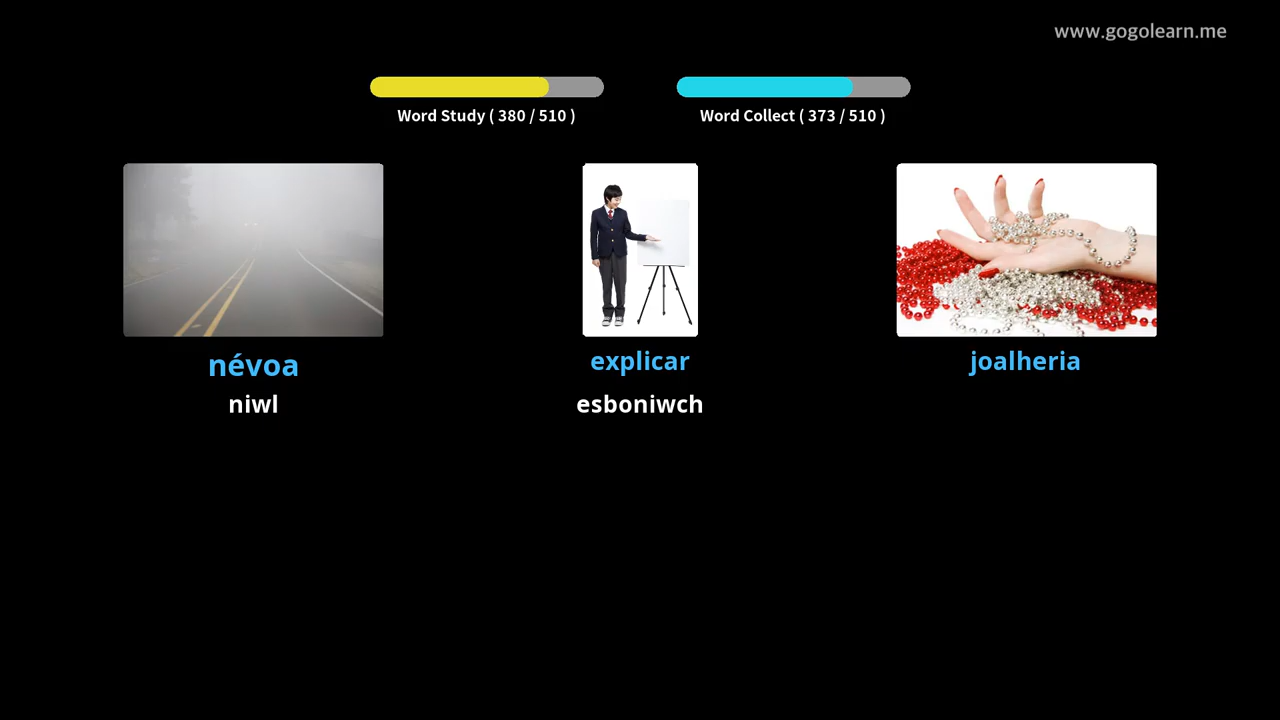 www.gogolearn.me
Word Study ( 380 / 510 )
Word Collect ( 373 / 510 )
névoa
explicar
joalheria
niwl
esboniwch